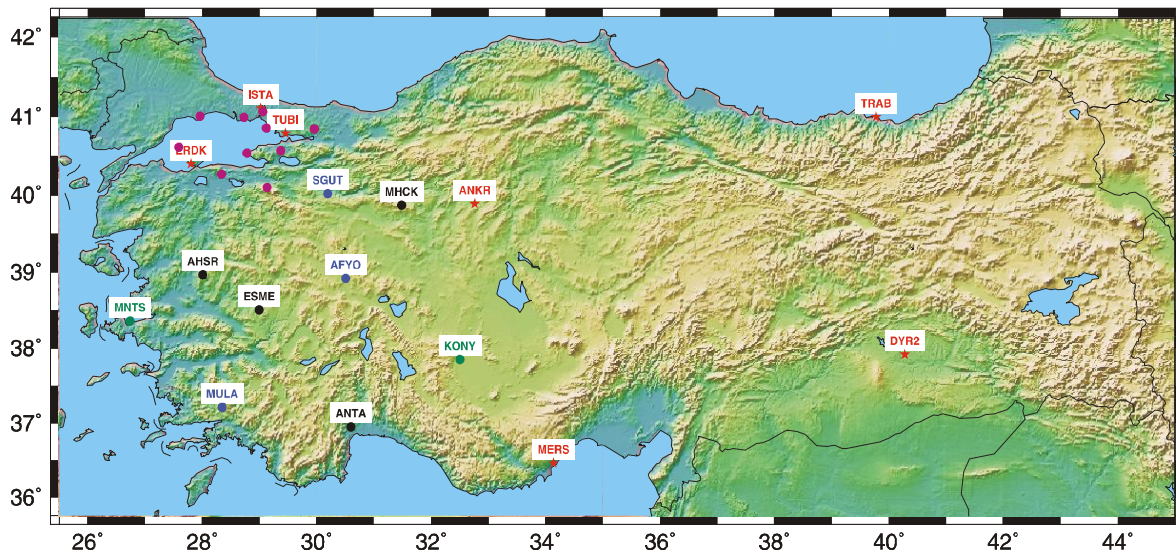 42°
41°
40°
39°
38°
37°
36°
ISTA
TUBI
TRAB
ERDK
SGUT
MHCK
ANKR
AHSR
AFYO
ESME
MNTS
KONY
DYR2
MULA
ANTA
MERS
26° 28° 30° 32° 34° 36° 38° 40° 42° 44°